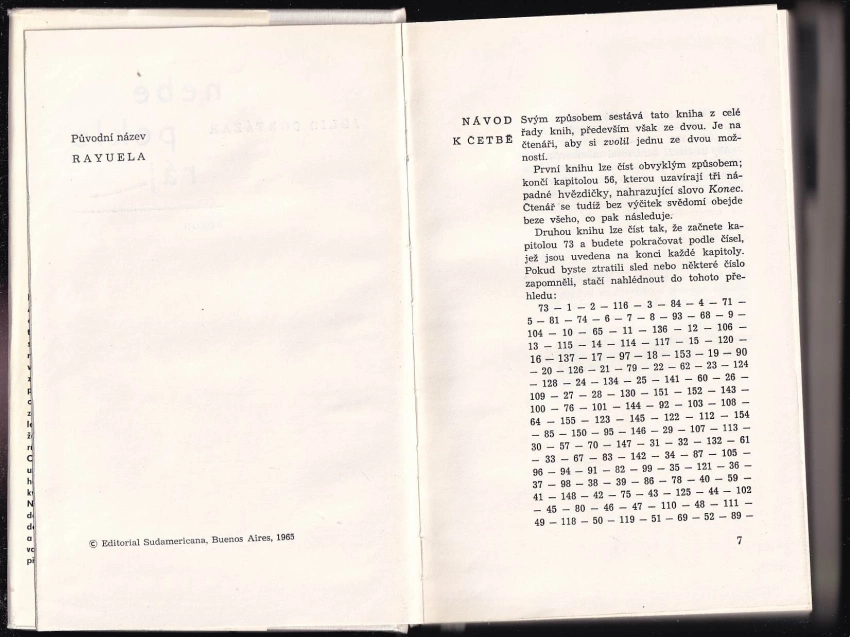 Původní název
RAYUELA
© Editorial Sudamericana, Buenos Aires, 1965
NÁVOD
K ČETBĚ
Svým způsobem sestává tato kniha z celé
řady knih, především však ze dvou. Je na
čtenáři, aby si zvolil jednu ze dvou mož-
ností.
První knihu lze číst obvyklým způsobem;
končí kapitolou 56, kterou uzavírají tři ná-
padné hvězdičky, nahrazující slovo Konec.
Čtenář se tudíž bez výčitek svědomí obejde
beze všeho, co pak následuje.
Druhou knihu lze číst tak, že začnete ka-
pitolou 73 a budete pokračovat podle čísel,
jež jsou uvedena na konci každé kapitoly.
Pokud byste ztratili sled nebo některé číslo
zapomněli, stačí nahlédnout do tohoto pře-
hledu:
73 — 1 — 2 — 116 — 3 — 84 — 4 — 71 —
5 — 81 — 74 — 6 — 7 — 8 — 93 — 68 — 9 —
104 — 10 — 65 — 11 — 136 — 12 — 106 —
13 — 115 — 14 — 114 — 117 — 15 — 120 —
16 — 137 — 17 — 97 — 18 — 153 — 19 — 90
— 20 — 126 — 21 — 79 — 22 — 62 — 23 — 124
— 128 — 24 — 134 — 25 — 141 — 60 — 26 —
109 — 27 — 28 — 130 — 151 — 152 — 143 —
100 — 76 — 101 — 144 — 92 — 103 — 108 —
64 — 155 — 123 — 145 — 122 — 112 — 154
— 85 — 150 — 95 — 146 — 29 — 107 — 113 —
30 — 57 — 70 — 147 — 31 — 32 — 132 — 61
— 33 — 67 — 83 — 142 — 34 — 87 — 105 —
96 — 94 — 91 — 82 — 99 — 35 — 121 — 36 —
37 — 98 — 38 — 39 — 86 — 78 — 40 — 59 —
41 — 148 — 42 — 75 — 43 — 125 — 44 — 102
— 45 — 80 — 46 — 47 — 110 — 48 — 111 —
49 — 118 — 50 — 119 — 51 — 69 — 52 — 89 —
7